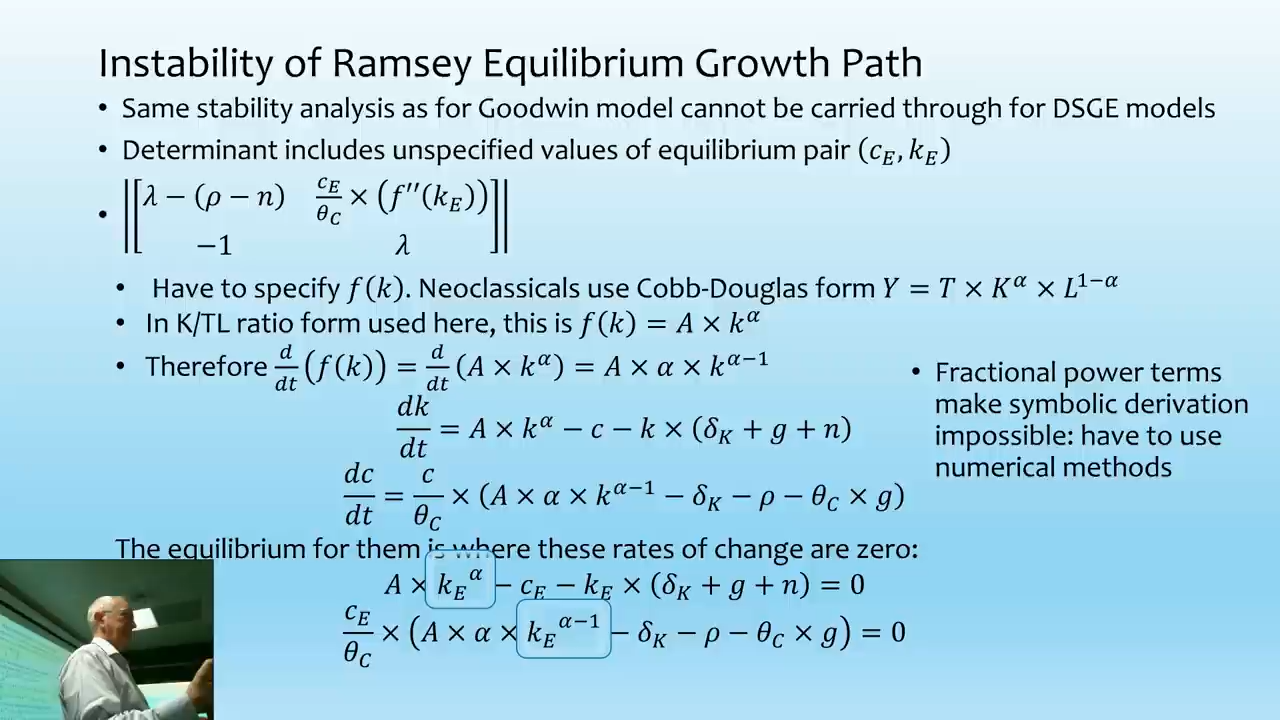 Instability of Ramsey Equilibrium Growth Path
• Same stability analysis as for Goodwin model cannot be carried through for DSGE models
• Determinant includes unspecified values of equilibrium pair (c_E, k_E)
• ‖[λ − (ρ − n)   c_E/θ_C × (f′′(k_E))
−1   λ]‖
• Have to specify f(k). Neoclassicals use Cobb-Douglas form Y = T × K^α × L^{1−α}
• In K/TL ratio form used here, this is f(k) = A × k^α
• Therefore d/dt (f(k)) = d/dt (A × k^α) = A × α × k^{α−1}
dk/dt = A × k^α − c − k × (δ_K + g + n)
dc/dt = c/θ_C × (A × α × k^{α−1} − δ_K − ρ − θ_C × g)
• Fractional power terms
make symbolic derivation
impossible: have to use
numerical methods
The equilibrium for them is where these rates of change are zero:
A × k_E^α − c_E − k_E × (δ_K + g + n) = 0
c_E/θ_C × (A × α × k_E^{α−1} − δ_K − ρ − θ_C × g) = 0